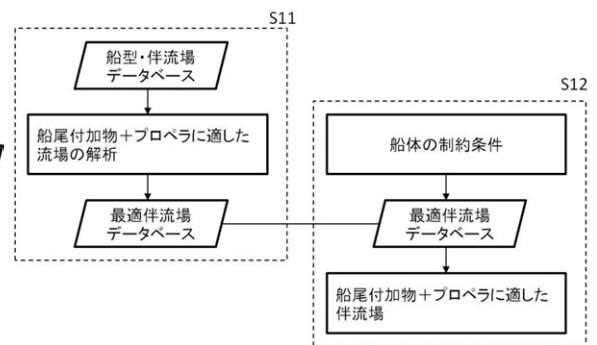 S11
船型・伴流場
データベース
船尾付加物＋プロペラに適した
流場の解析
最適伴流場
データベース
S12
船体の制約条件
最適伴流場
データベース
船尾付加物＋プロペラに適した
伴流場